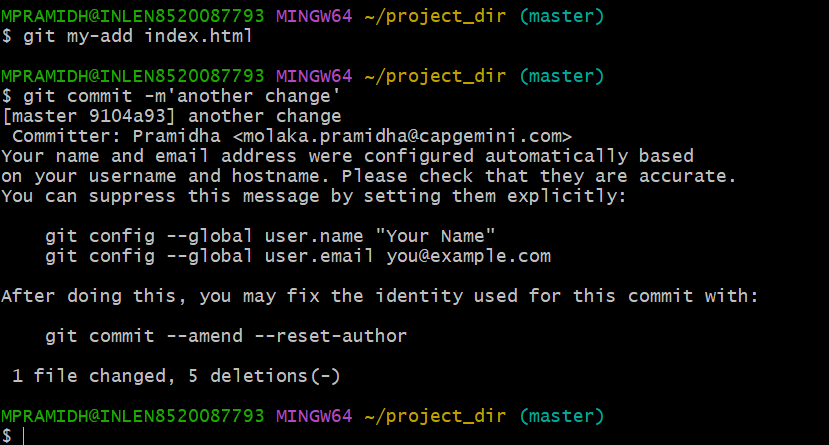 MPRAMIDH@INLEN8520087793 MINGW64 ~/project_dir (master)
$ git my-add index.html
MPRAMIDH@INLEN8520087793 MINGW64 ~/project_dir (master)
$ git commit -m'another change'
[master 9104a93] another change
 Committer: Pramidha <molaka.pramidha@capgemini.com>
Your name and email address were configured automatically based
on your username and hostname. Please check that they are accurate.
You can suppress this message by setting them explicitly:
    git config --global user.name "Your Name"
    git config --global user.email you@example.com
After doing this, you may fix the identity used for this commit with:
    git commit --amend --reset-author
 1 file changed, 5 deletions(-)
MPRAMIDH@INLEN8520087793 MINGW64 ~/project_dir (master)
$